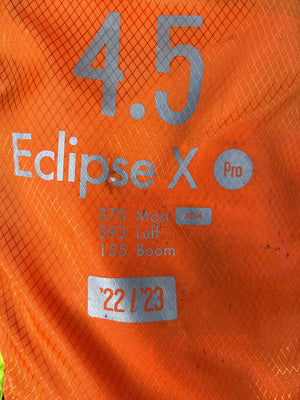 4.5
Eclipse X Pro
370 Mast RDM
393 Luff
155 Boom
'22/'23